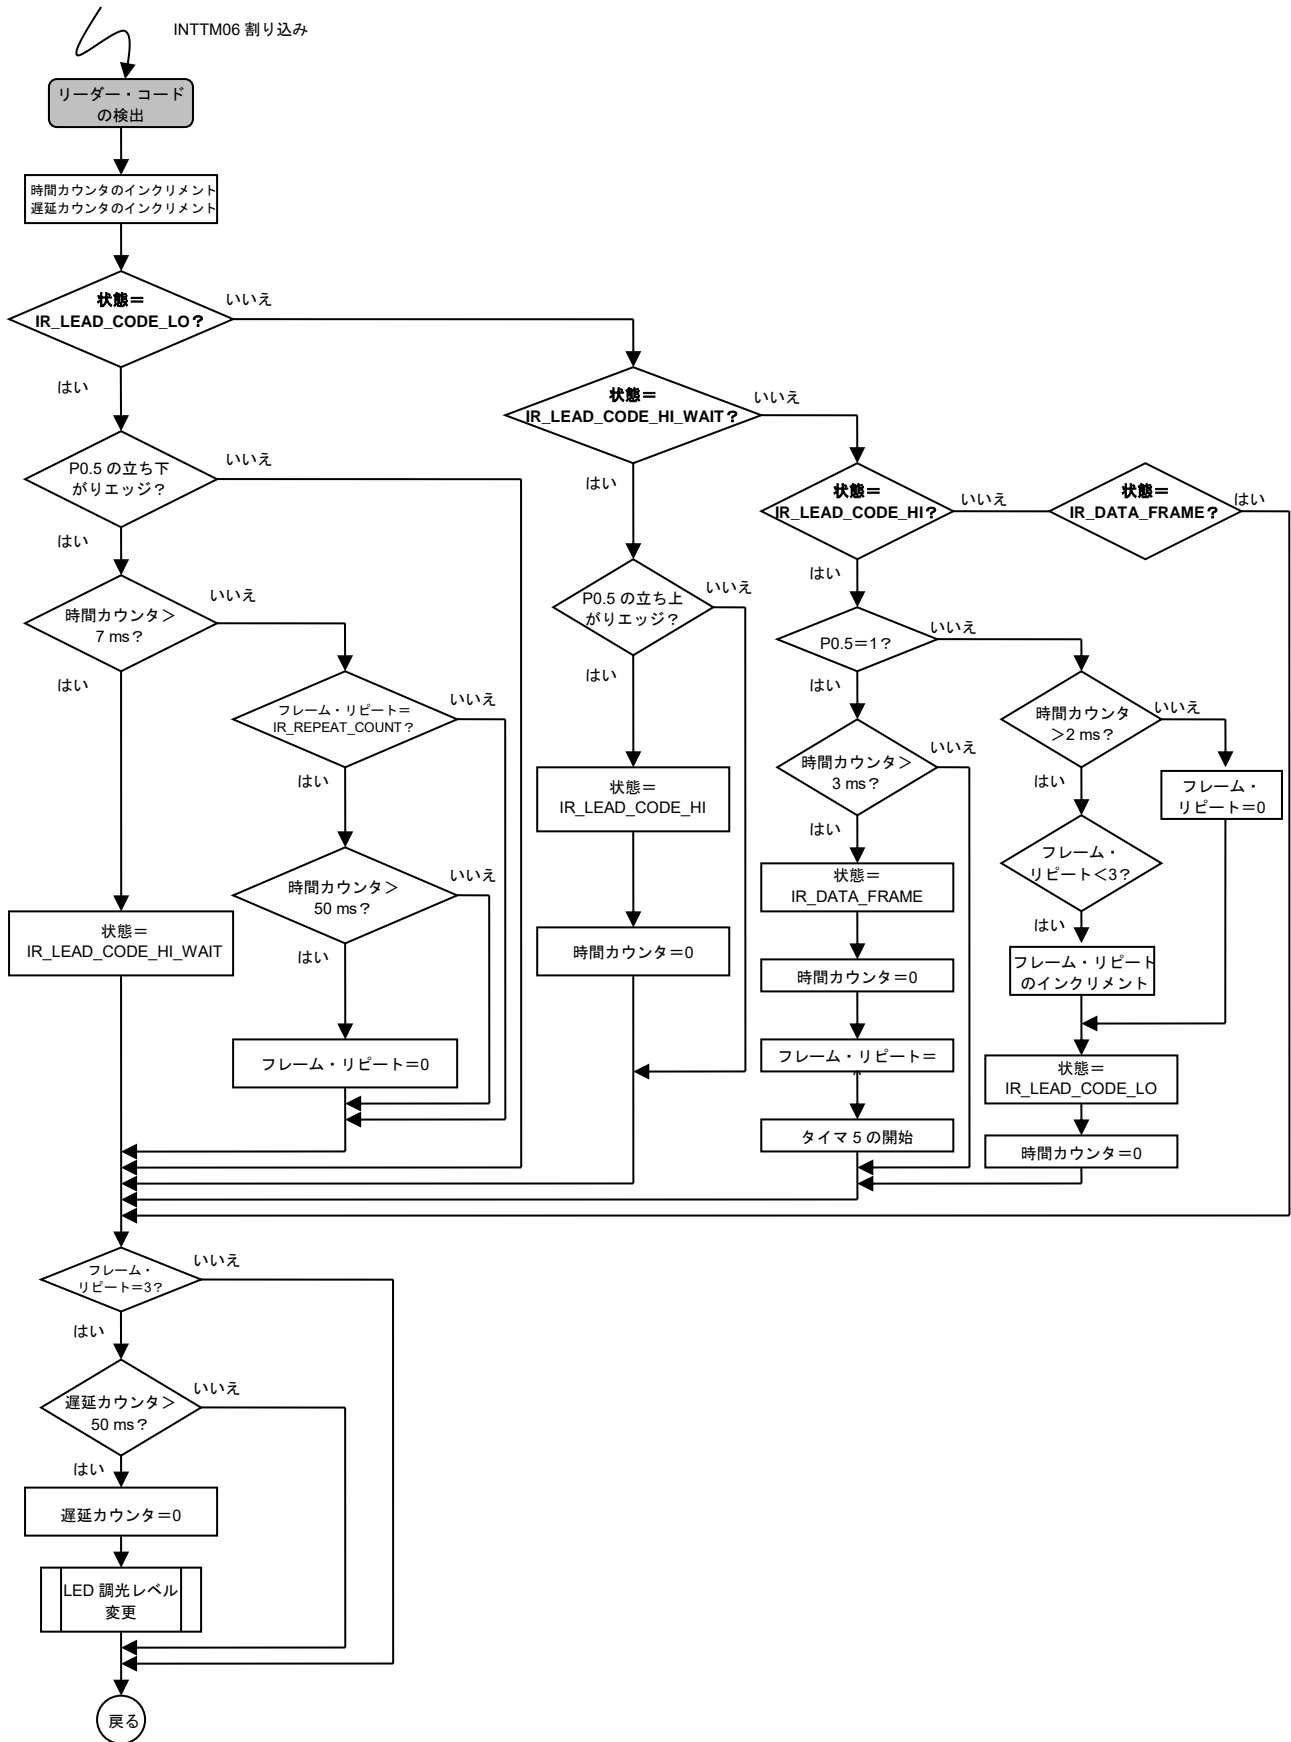 INTTM06 割り込み
リーダー・コード
の検出
時間カウンタのインクリメント
遅延カウンタのインクリメント
状態＝
IR_LEAD_CODE_LO？
いいえ
はい
状態＝
IR_LEAD_CODE_HI_WAIT？
いいえ
はい
P0.5 の立ち下
がりエッジ？
いいえ
はい
状態＝
IR_LEAD_CODE_HI？
いいえ
はい
状態＝
IR_DATA_FRAME？
はい
時間カウンタ＞
7 ms？
いいえ
はい
P0.5 の立ち上
がりエッジ？
いいえ
はい
P0.5＝1？
いいえ
はい
フレーム・リピート＝
IR_REPEAT_COUNT？
いいえ
はい
時間カウンタ
＞2 ms？
いいえ
はい
時間カウンタ＞
3 ms？
いいえ
はい
状態＝
IR_LEAD_CODE_HI
フレーム・
リピート＝0
フレーム・
リピート＜3？
はい
時間カウンタ＞
50 ms？
いいえ
はい
状態＝
IR_DATA_FRAME
状態＝
IR_LEAD_CODE_HI_WAIT
時間カウンタ＝0
時間カウンタ＝0
フレーム・リピート
のインクリメント
フレーム・リピート＝0
フレーム・リピート＝
状態＝
IR_LEAD_CODE_LO
タイマ 5 の開始
時間カウンタ＝0
フレーム・
リピート＝3？
いいえ
はい
遅延カウンタ＞
50 ms？
いいえ
はい
遅延カウンタ＝0
LED 調光レベル
変更
戻る